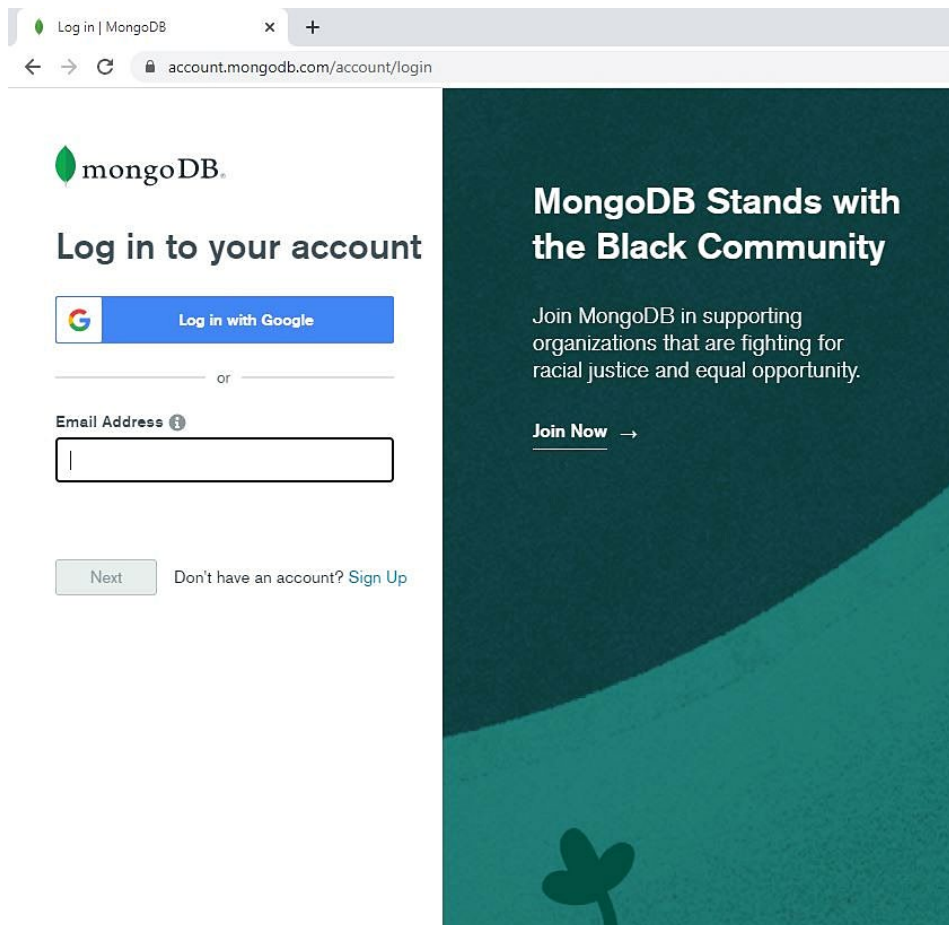 Log in | MongoDB
account.mongodb.com/account/login
mongoDB®
Log in to your account
Log in with Google
or
Email Address
Next
Don't have an account? Sign Up
MongoDB Stands with
the Black Community
Join MongoDB in supporting
organizations that are fighting for
racial justice and equal opportunity.
Join Now →